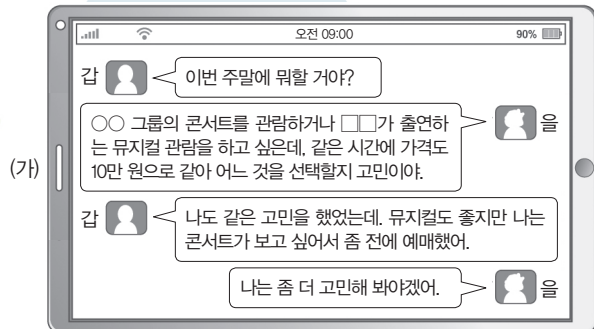 오전 09:00
90%
갑
이번 주말에 뭐할 거야?
○○ 그룹의 콘서트를 관람하거나 □□가 출연하
는 뮤지컬 관람을 하고 싶은데, 같은 시간에 가격도
10만 원으로 같아 어느 것을 선택할지 고민이야.
을
(가)
갑
나도 같은 고민을 했었는데. 뮤지컬도 좋지만 나는
콘서트가 보고 싶어서 좀 전에 예매했어.
나는 좀 더 고민해 봐야겠어.
을